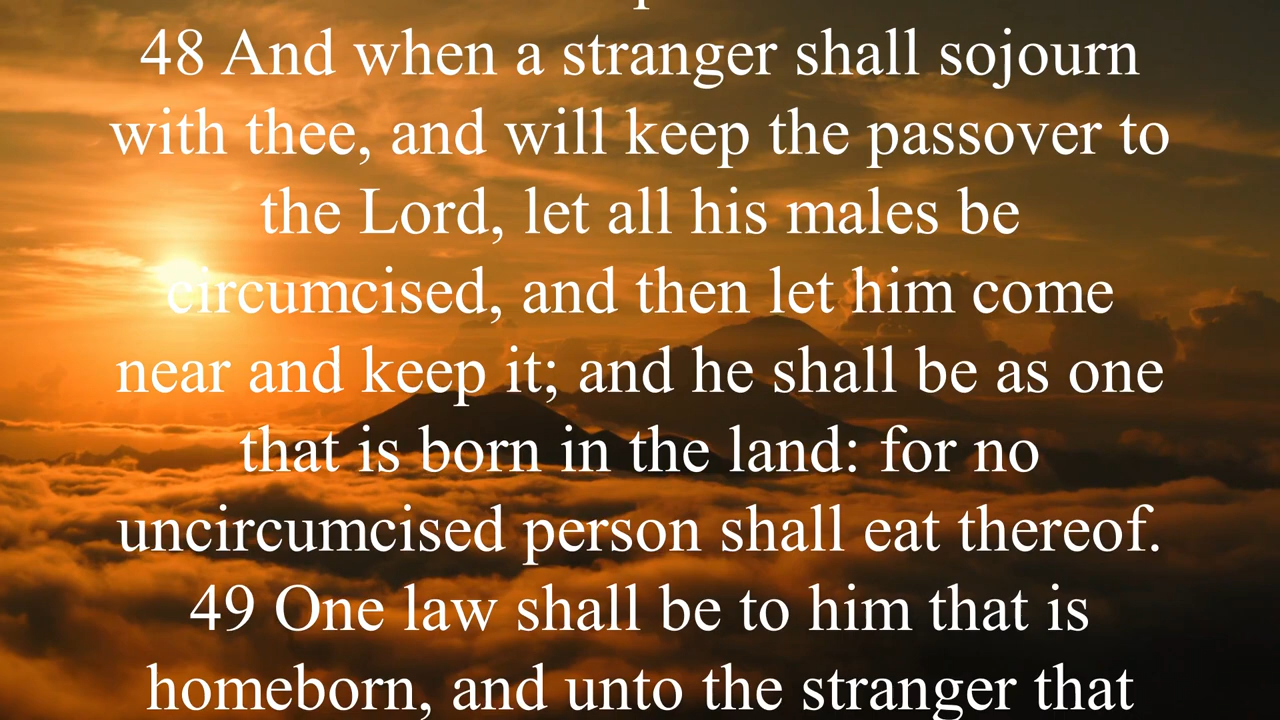 48 And when a stranger shall sojourn
with thee, and will keep the passover to
the Lord, let all his males be
circumcised, and then let him come
near and keep it; and he shall be as one
that is born in the land: for no
uncircumcised person shall eat thereof.
49 One law shall be to him that is
homeborn, and unto the stranger that